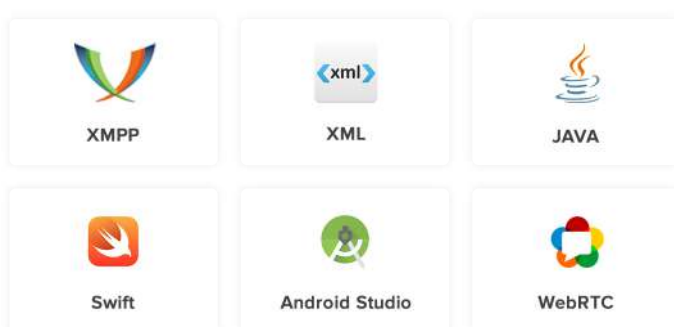 XMPP
xml
XML
JAVA
Swift
Android Studio
WebRTC